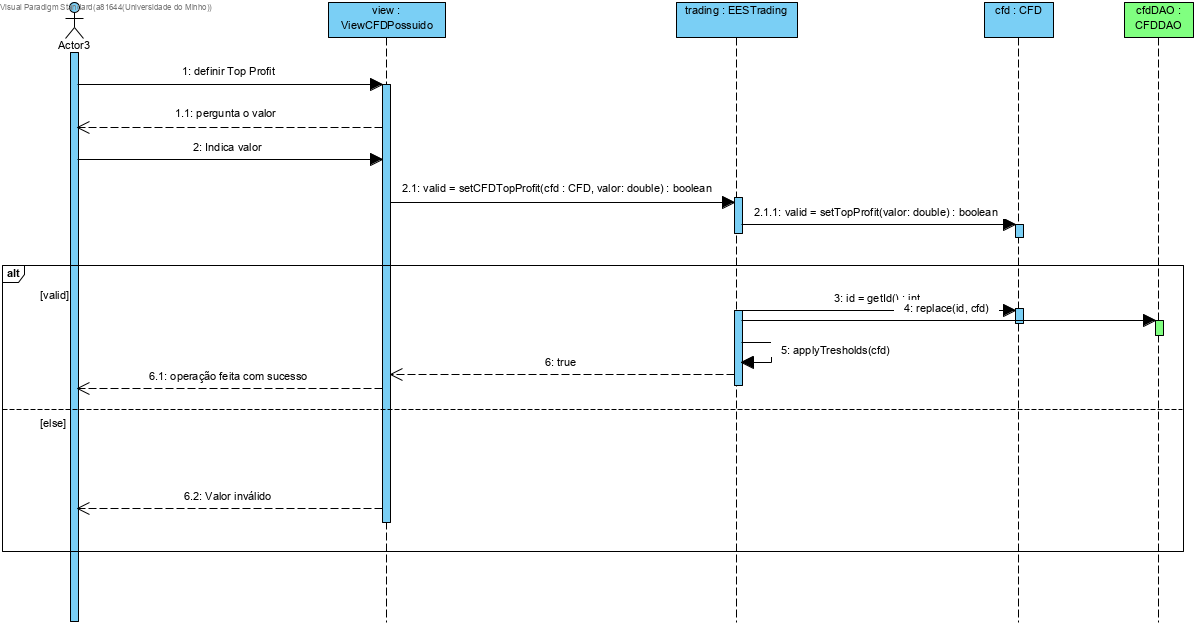 Visual Paradigm Standard(a81644(Universidade do Minho))
view :
ViewCFDPossuido
trading : EESTrading
cfd : CFD
cfdDAO :
CFDDAO
Actor3
1: definir Top Profit
1.1: pergunta o valor
2: Indica valor
2.1: valid = setCFDTopProfit(cfd : CFD, valor: double) : boolean
2.1.1: valid = setTopProfit(valor: double) : boolean
alt
[valid]
3: id = getId() : int
4: replace(id, cfd)
5: applyTresholds(cfd)
6: true
6.1: operação feita com sucesso
[else]
6.2: Valor inválido